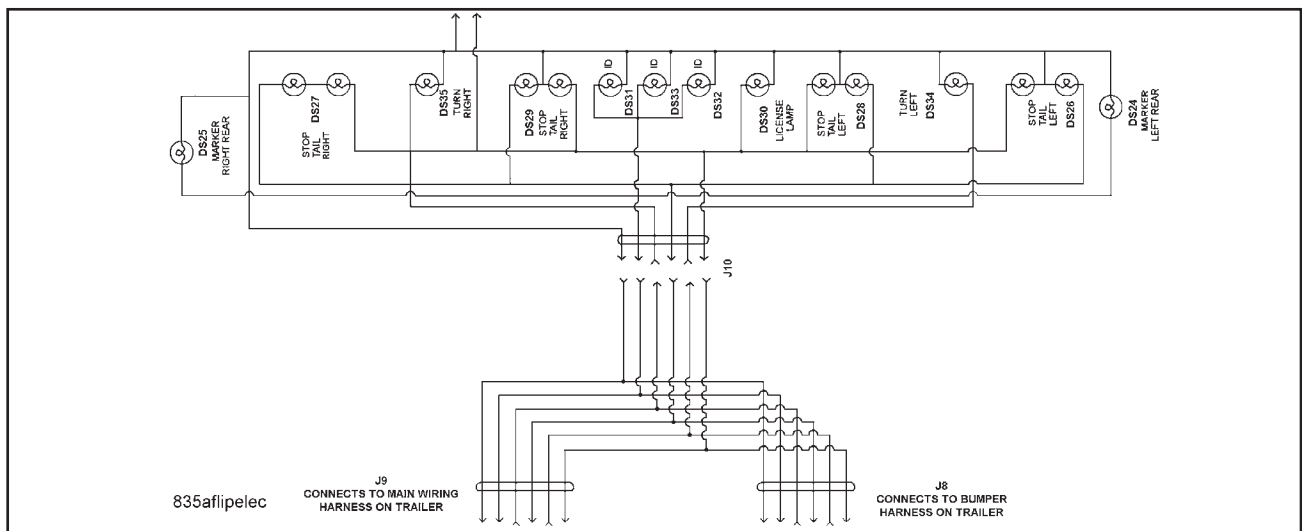 DS25
MARKER
RIGHT REAR
DS27
STOP
TAIL
RIGHT
DS35
TURN
RIGHT
DS29
STOP
TAIL
RIGHT
ID
DS31
ID
DS33
ID
DS32
DS30
LICENSE
LAMP
STOP
TAIL
LEFT
DS28
TURN
LEFT
DS34
STOP
TAIL
LEFT
DS26
DS24
MARKER
LEFT REAR
J10
835aflipelec
J9
CONNECTS TO MAIN WIRING
HARNESS ON TRAILER
J8
CONNECTS TO BUMPER
HARNESS ON TRAILER